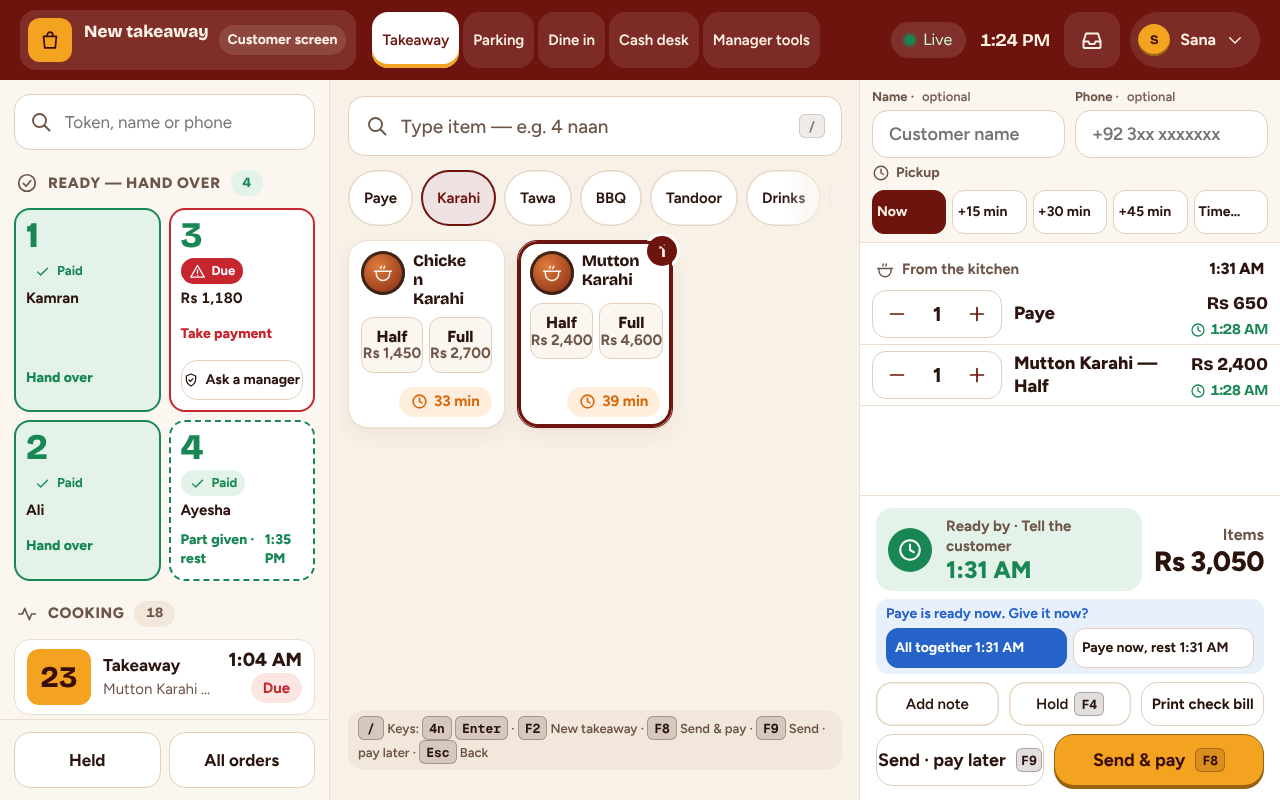 New takeaway
Customer screen
Takeaway
Parking
Dine in
Cash desk
Manager tools
Live
1:24 PM
S
Sana
Token, name or phone
READY — HAND OVER 4
1
Paid
Kamran
Hand over
3
Due
Rs 1,180
Take payment
Ask a manager
2
Paid
Ali
Hand over
4
Paid
Ayesha
Part given · rest
1:35 PM
COOKING 18
23
Takeaway
Mutton Karahi ...
1:04 AM
Due
Held
All orders
Type item — e.g. 4 naan
/
Paye
Karahi
Tawa
BBQ
Tandoor
Drinks
Chicke
n
Karahi
Half
Rs 1,450
Full
Rs 2,700
33 min
1
Mutton
Karahi
Half
Rs 2,400
Full
Rs 4,600
39 min
/ Keys: 4n Enter · F2 New takeaway · F8 Send & pay · F9 Send ·
pay later · Esc Back
Name · optional
Customer name
Phone · optional
+92 3xx xxxxxxx
Pickup
Now
+15 min
+30 min
+45 min
Time...
From the kitchen
1:31 AM
− 1 +
Paye
Rs 650
1:28 AM
− 1 +
Mutton Karahi —
Half
Rs 2,400
1:28 AM
Ready by · Tell the
customer
1:31 AM
Items
Rs 3,050
Paye is ready now. Give it now?
All together 1:31 AM
Paye now, rest 1:31 AM
Add note
Hold F4
Print check bill
Send · pay later F9
Send & pay F8